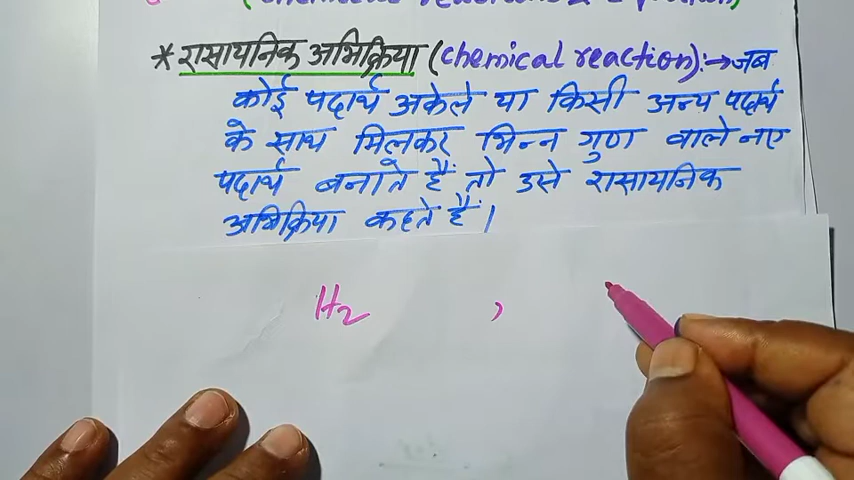 * रासायनिक अभिक्रिया (chemical reaction):→ जब
कोई पदार्थ अकेले या किसी अन्य पदार्थ
के साथ मिलकर भिन्न गुण वाले नए
पदार्थ बनाते हैं तो उसे रासायनिक
अभिक्रिया कहते हैं।
H₂ ,